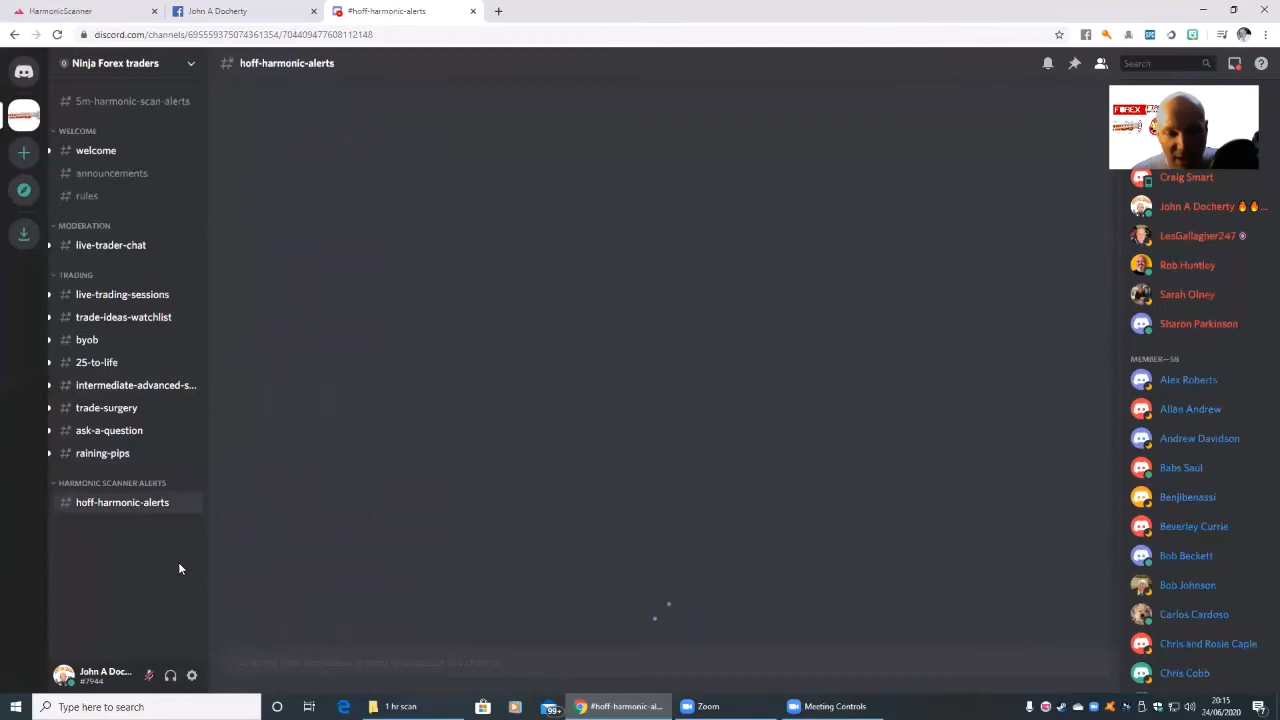 HarmonicScanner
John A Docherty
#hoff-harmonic-alerts
discord.com/channels/695559375074361354/704409477608112148
Ninja Forex traders
hoff-harmonic-alerts
Search
5m-harmonic-scan-alerts
WELCOME
welcome
announcements
rules
MODERATION
live-trader-chat
TRADING
live-trading-sessions
trade-ideas-watchlist
byob
25-to-life
intermediate-advanced-s...
trade-surgery
ask-a-question
raining-pips
HARMONIC SCANNER ALERTS
hoff-harmonic-alerts
John A Doc...
#7944
FOREX
Craig Smart
John A Docherty 🔥🔥...
LesGallagher247
Rob Huntley
Sarah Olney
Sharon Parkinson
MEMBER—58
Alex Roberts
Allan Andrew
Andrew Davidson
Babs Saul
Benjibenassi
Beverley Currie
Bob Beckett
Bob Johnson
Carlos Cardoso
Chris and Rosie Caple
Chris Cobb
Type here to search
1 hr scan
99+
#hoff-harmonic-al...
Zoom
Meeting Controls
20:15
24/06/2020